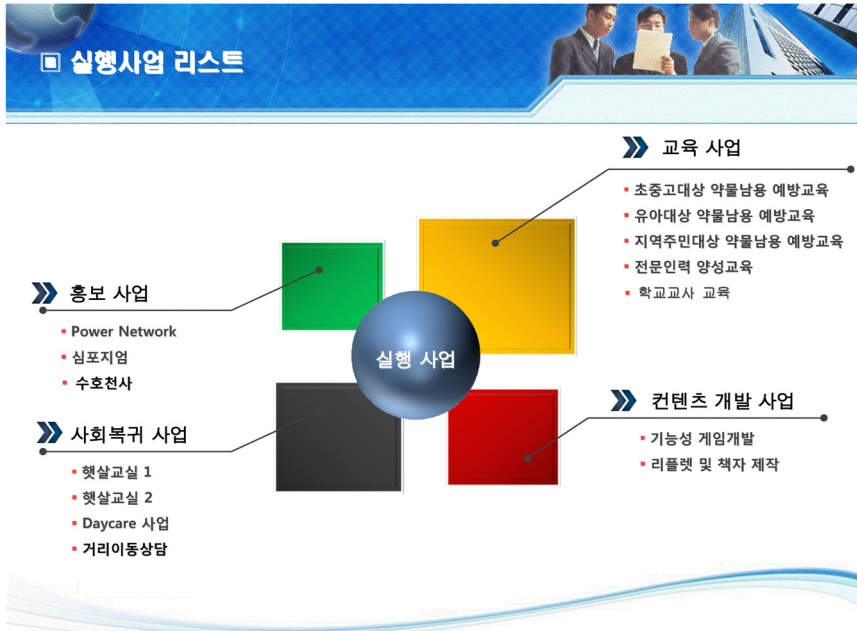 ▣ 실행사업 리스트
교육 사업
▪ 초중고대상 약물남용 예방교육
▪ 유아대상 약물남용 예방교육
▪ 지역주민대상 약물남용 예방교육
▪ 전문인력 양성교육
▪ 학교교사 교육
홍보 사업
▪ Power Network
▪ 심포지엄
▪ 수호천사
실행 사업
사회복귀 사업
▪ 햇살교실 1
▪ 햇살교실 2
▪ Daycare 사업
▪ 거리이동상담
컨텐츠 개발 사업
▪ 기능성 게임개발
▪ 리플렛 및 책자 제작